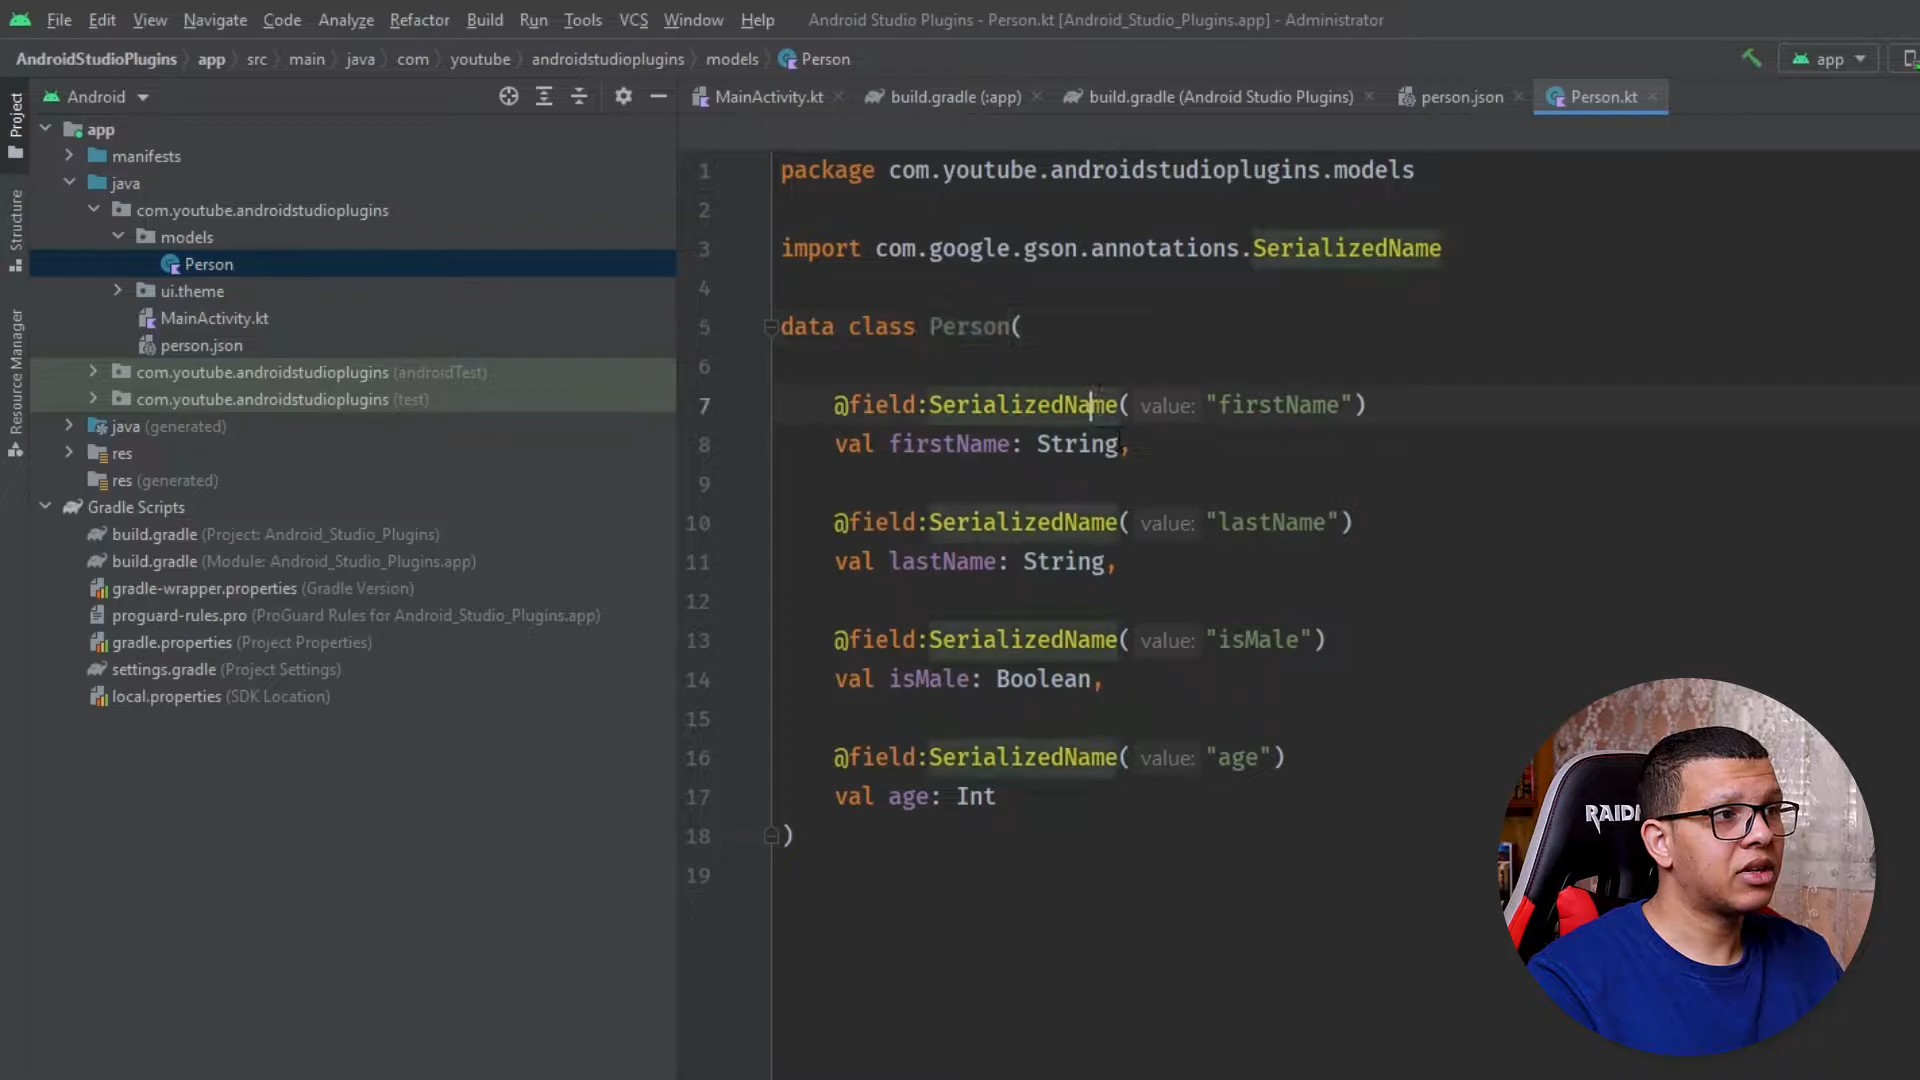 File Edit View Navigate Code Analyze Refactor Build Run Tools VCS Window Help Android Studio Plugins - Person.kt [Android_Studio_Plugins.app] - Administrator
AndroidStudioPlugins app src main java com youtube androidstudioplugins models Person app
Project
Structure
Resource Manager
Android
app
manifests
java
com.youtube.androidstudioplugins
models
Person
ui.theme
MainActivity.kt
person.json
com.youtube.androidstudioplugins (androidTest)
com.youtube.androidstudioplugins (test)
java (generated)
res
res (generated)
Gradle Scripts
build.gradle (Project: Android_Studio_Plugins)
build.gradle (Module: Android_Studio_Plugins.app)
gradle-wrapper.properties (Gradle Version)
proguard-rules.pro (ProGuard Rules for Android_Studio_Plugins.app)
gradle.properties (Project Properties)
settings.gradle (Project Settings)
local.properties (SDK Location)
MainActivity.kt build.gradle (:app) build.gradle (Android Studio Plugins) person.json Person.kt
1 package com.youtube.androidstudioplugins.models
2
3 import com.google.gson.annotations.SerializedName
4
5 data class Person(
6
7 @field:SerializedName( value: "firstName")
8 val firstName: String,
9
10 @field:SerializedName( value: "lastName")
11 val lastName: String,
12
13 @field:SerializedName( value: "isMale")
14 val isMale: Boolean,
15
16 @field:SerializedName( value: "age")
17 val age: Int
18 )
19